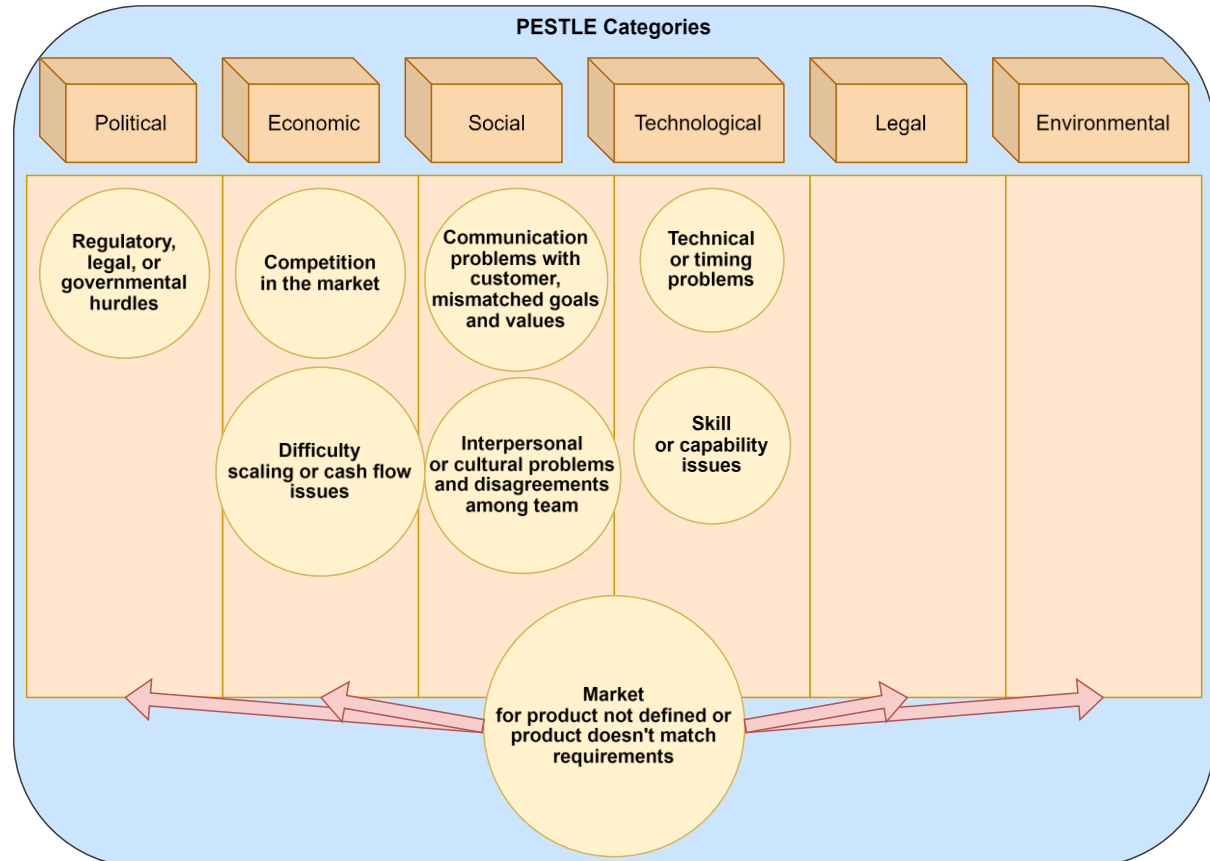 PESTLE Categories
Political
Economic
Social
Technological
Legal
Environmental
Regulatory,
legal, or
governmental
hurdles
Competition
in the market
Communication
problems with
customer,
mismatched goals
and values
Technical
or timing
problems
Difficulty
scaling or cash flow
issues
Interpersonal
or cultural problems
and disagreements
among team
Skill
or capability
issues
Market
for product not defined or
product doesn't match
requirements